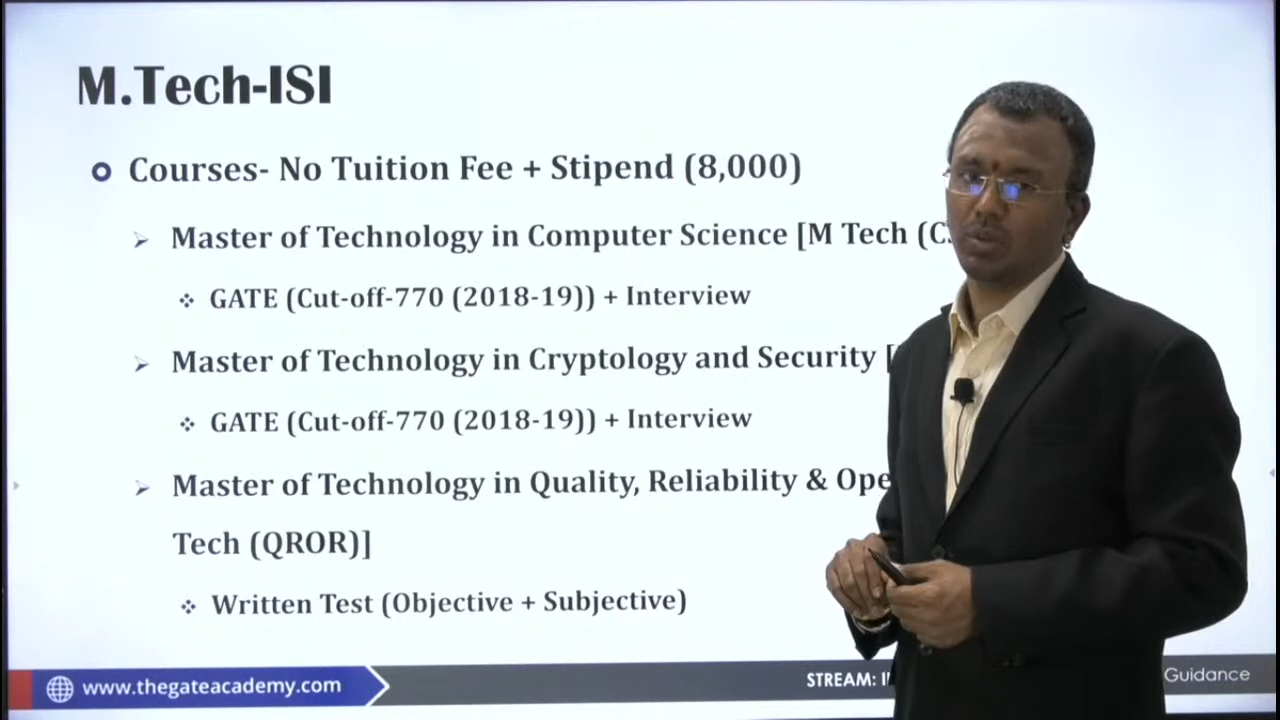 M.Tech-ISI
Courses- No Tuition Fee + Stipend (8,000)
Master of Technology in Computer Science [M Tech (C
GATE (Cut-off-770 (2018-19)) + Interview
Master of Technology in Cryptology and Security [
GATE (Cut-off-770 (2018-19)) + Interview
Master of Technology in Quality, Reliability & Ope
Tech (QROR)]
Written Test (Objective + Subjective)
www.thegateacademy.com
STREAM: Guidance